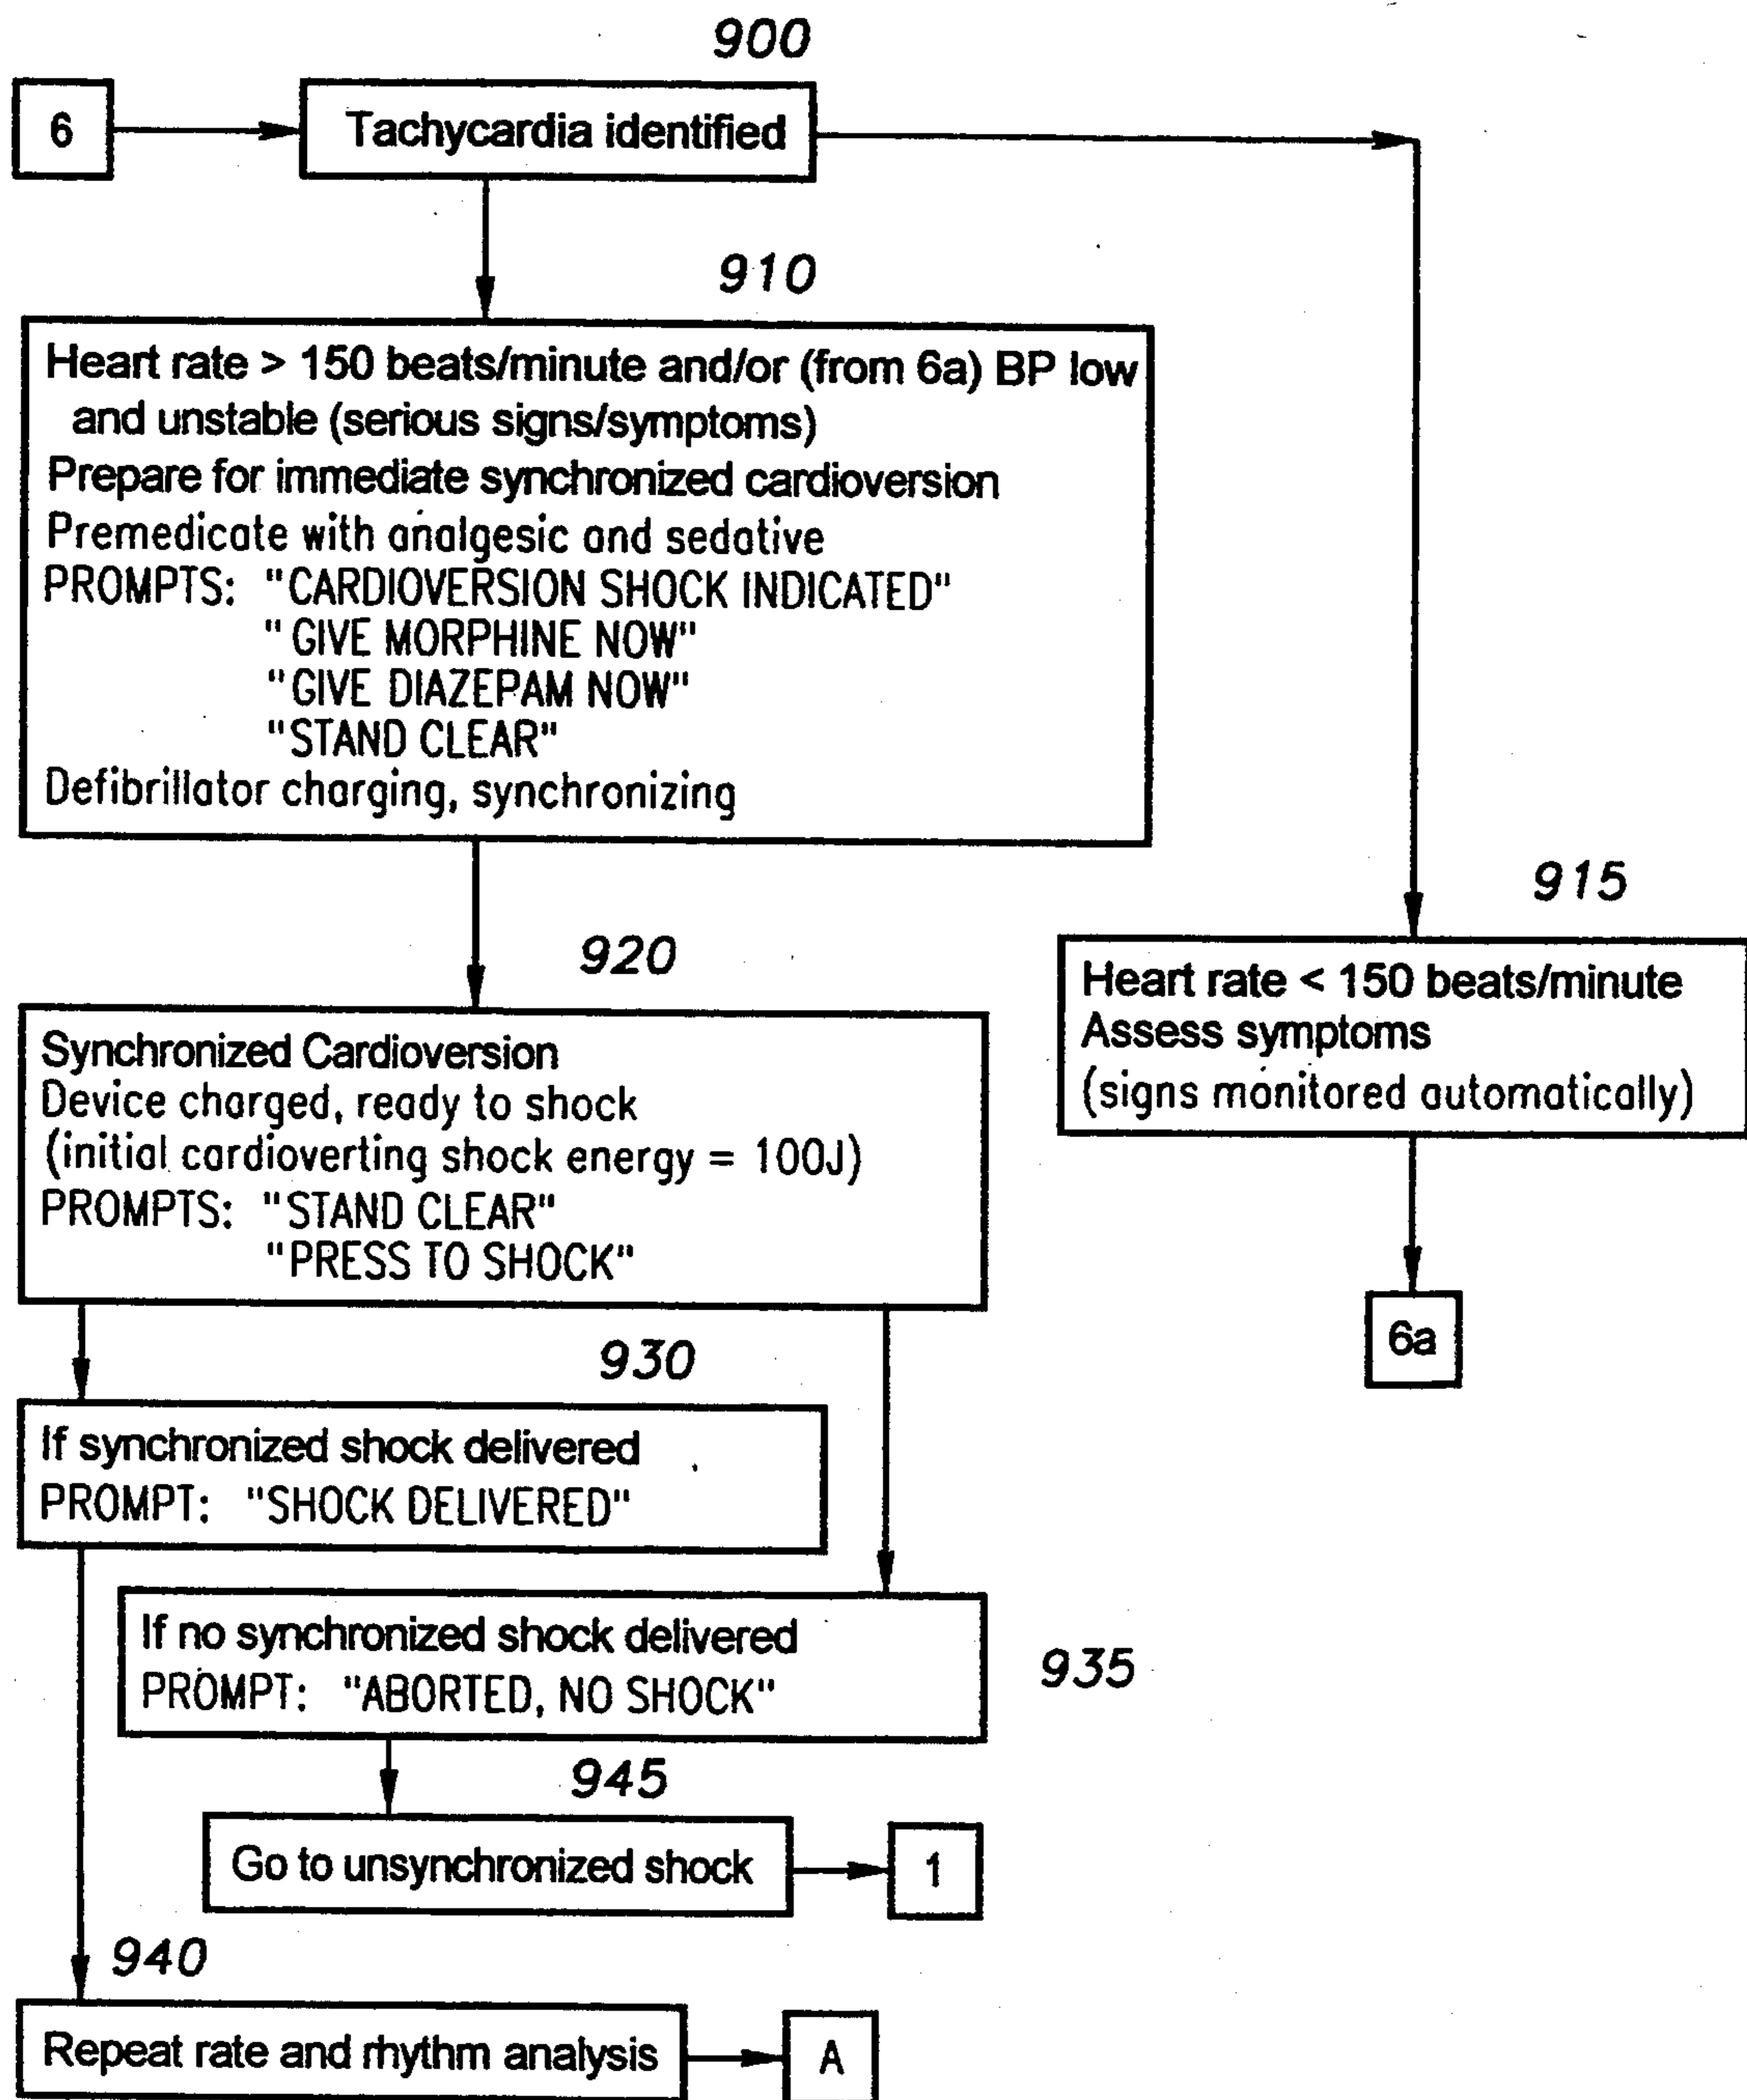 900
6
Tachycardia identified
910
Heart rate > 150 beats/minute and/or (from 6a) BP low
and unstable (serious signs/symptoms)
Prepare for immediate synchronized cardioversion
Premedicate with analgesic and sedative
PROMPTS: "CARDIOVERSION SHOCK INDICATED"
"GIVE MORPHINE NOW"
"GIVE DIAZEPAM NOW"
"STAND CLEAR"
Defibrillator charging, synchronizing
915
Heart rate < 150 beats/minute
Assess symptoms
(signs monitored automatically)
6a
920
Synchronized Cardioversion
Device charged, ready to shock
(initial cardioverting shock energy = 100J)
PROMPTS: "STAND CLEAR"
"PRESS TO SHOCK"
930
If synchronized shock delivered
PROMPT: "SHOCK DELIVERED"
If no synchronized shock delivered
PROMPT: "ABORTED, NO SHOCK"
935
945
Go to unsynchronized shock
1
940
Repeat rate and rhythm analysis
A